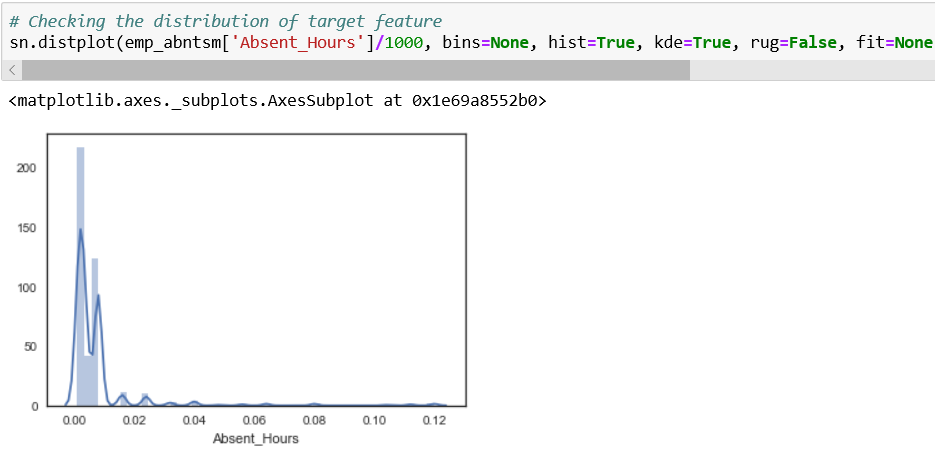 # Checking the distribution of target feature
sn.distplot(emp_abntsm['Absent_Hours']/1000, bins=None, hist=True, kde=True, rug=False, fit=None
<matplotlib.axes._subplots.AxesSubplot at 0x1e69a8552b0>
200
150
100
50
0
0.00 0.02 0.04 0.06 0.08 0.10 0.12
Absent_Hours